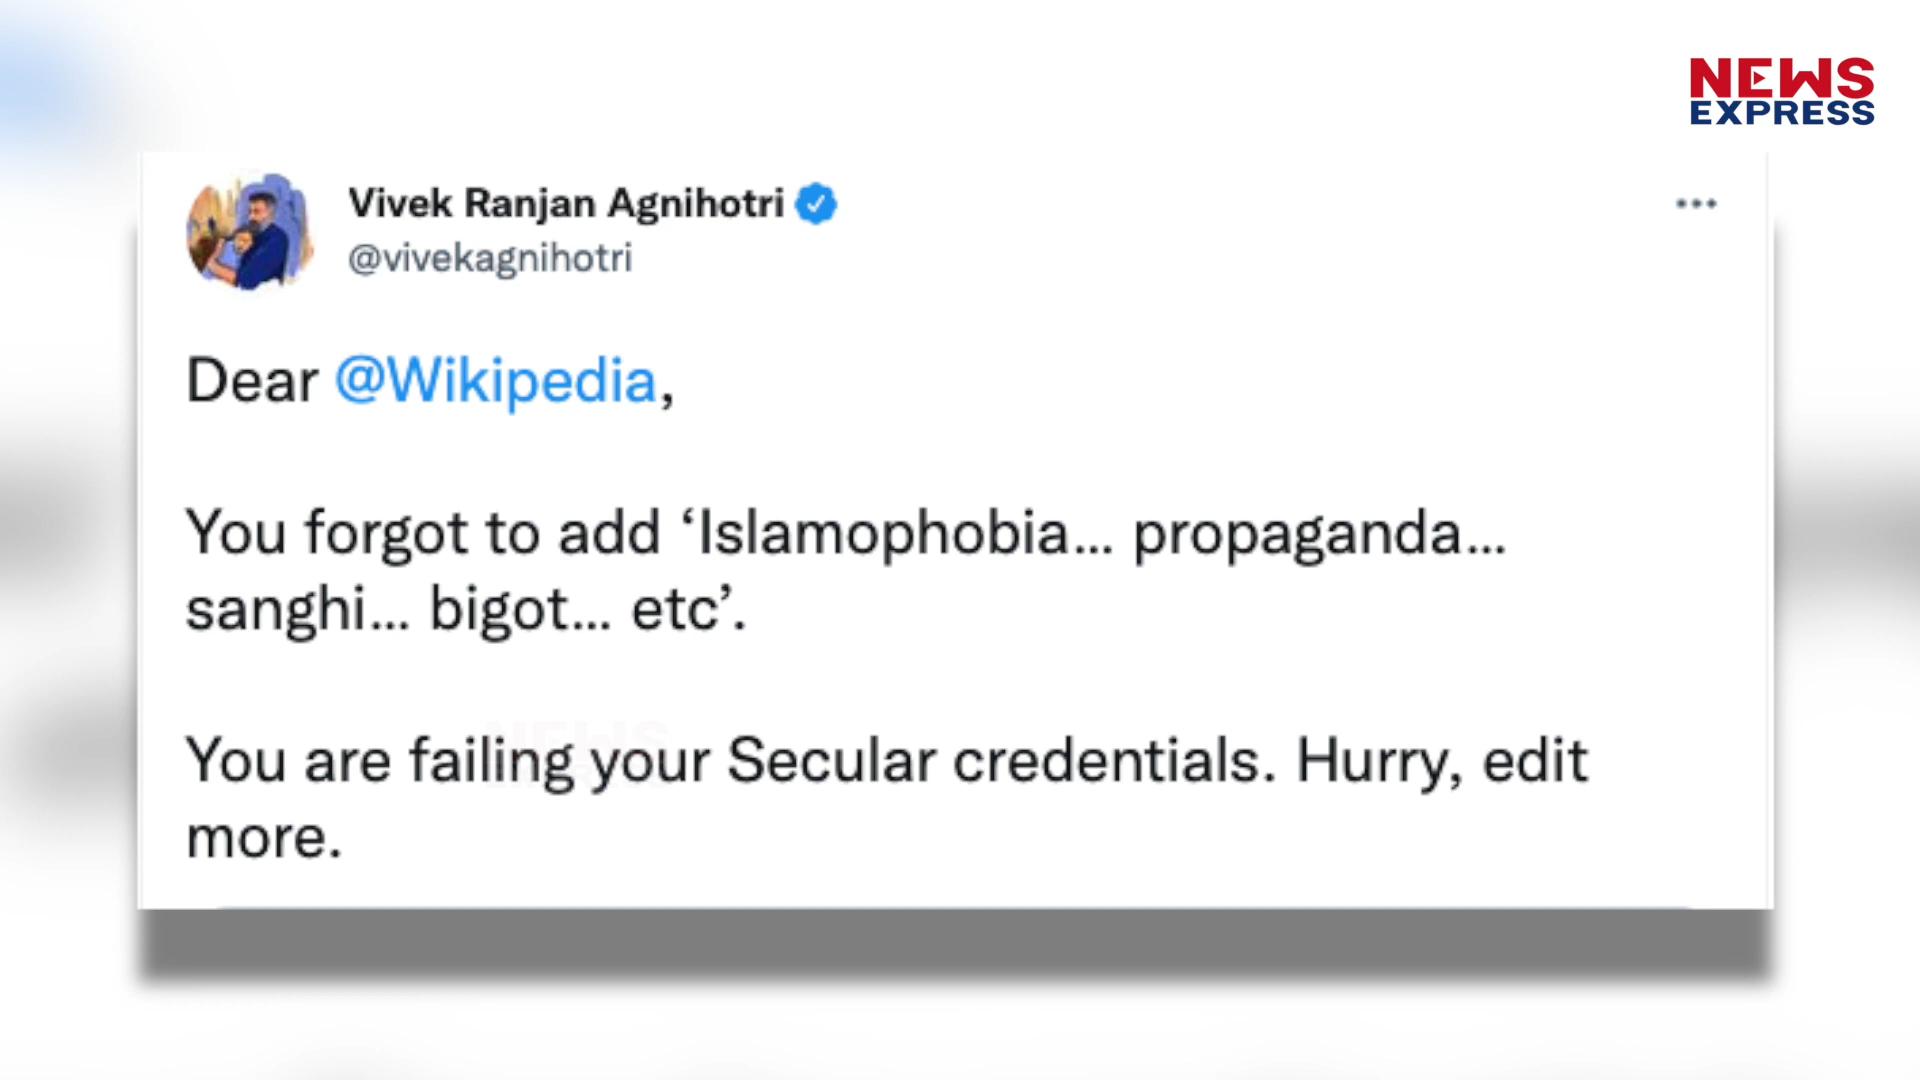 NEWS
EXPRESS
Vivek Ranjan Agnihotri
@vivekagnihotri
Dear @Wikipedia,
You forgot to add ‘Islamophobia... propaganda...
sanghi... bigot... etc’.
You are failing your Secular credentials. Hurry, edit
more.